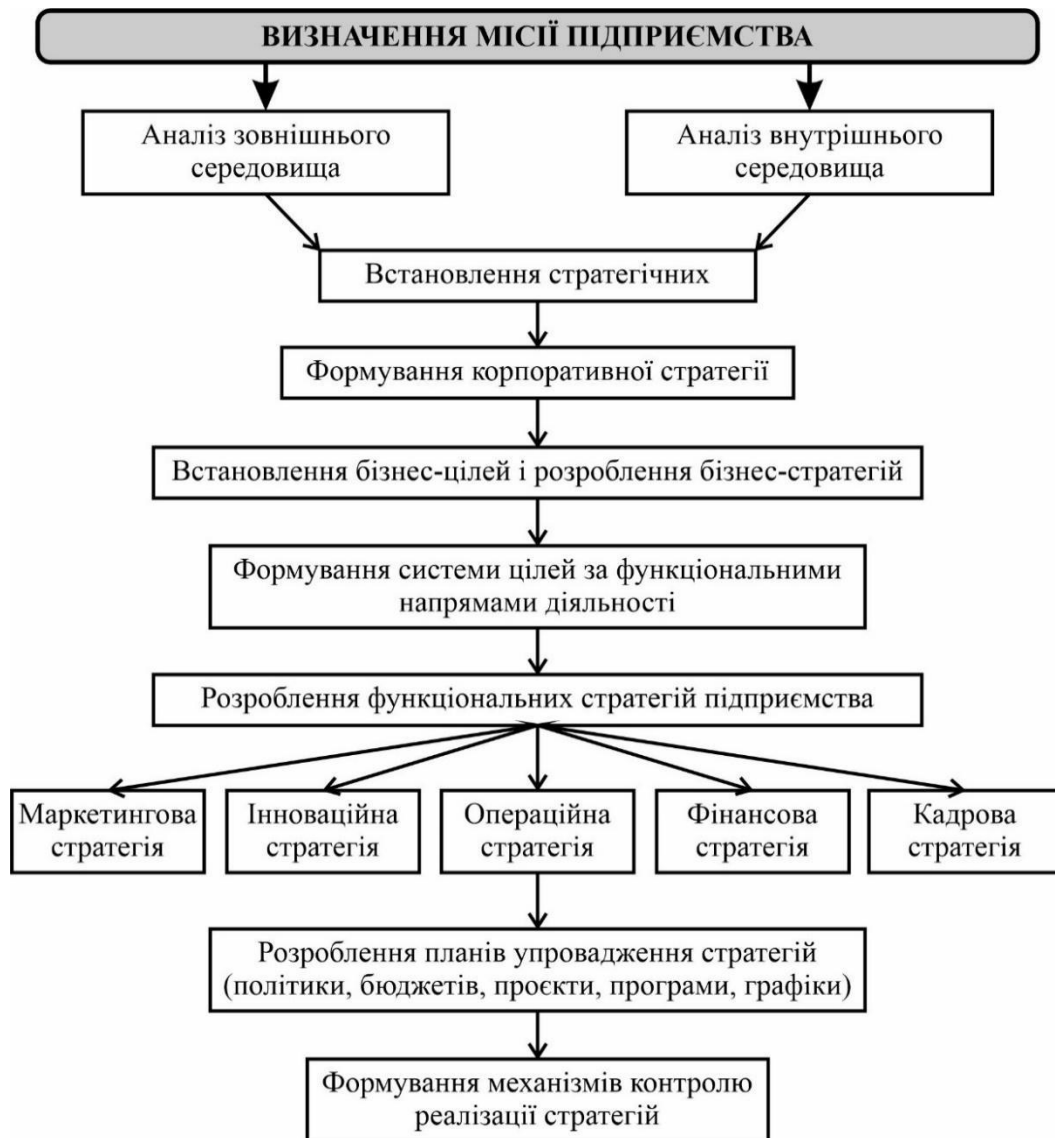 ВИЗНАЧЕННЯ МІСІЇ ПІДПРИЄМСТВА
Аналіз зовнішнього
середовища
Аналіз внутрішнього
середовища
Встановлення стратегічних
Формування корпоративної стратегії
Встановлення бізнес-цілей і розроблення бізнес-стратегій
Формування системи цілей за функціональними
напрямами діяльності
Розроблення функціональних стратегій підприємства
Маркетингова
стратегія
Інноваційна
стратегія
Операційна
стратегія
Фінансова
стратегія
Кадрова
стратегія
Розроблення планів упровадження стратегій
(політики, бюджетів, проєкти, програми, графіки)
Формування механізмів контролю
реалізації стратегій